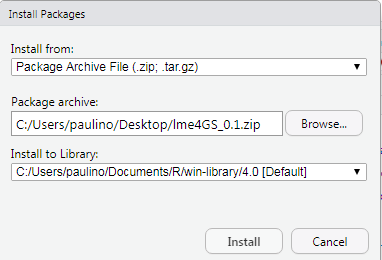 Install Packages
Install from:
Package Archive File (.zip; .tar.gz)
Package archive:
C:/Users/paulino/Desktop/lme4GS_0.1.zip
Browse...
Install to Library:
C:/Users/paulino/Documents/R/win-library/4.0 [Default]
Install
Cancel